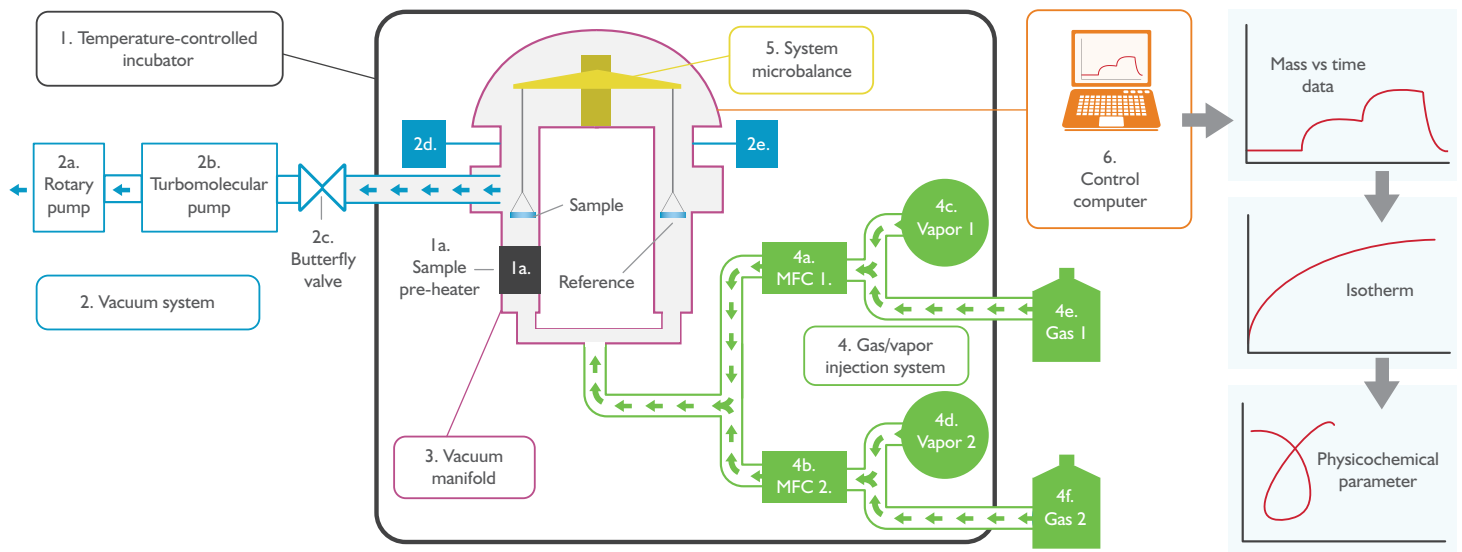 1. Temperature-controlled
incubator
5. System
microbalance
6.
Control
computer
Mass vs time
data
2a.
Rotary
pump
2b.
Turbomolecular
pump
2c.
Butterfly
valve
2d.
2e.
Sample
Reference
1a.
Sample
pre-heater
1a.
2. Vacuum system
3. Vacuum
manifold
4a.
MFC 1.
4c.
Vapor 1
4e.
Gas 1
4. Gas/vapor
injection system
4b.
MFC 2.
4d.
Vapor 2
4f.
Gas 2
Isotherm
Physicochemical
parameter